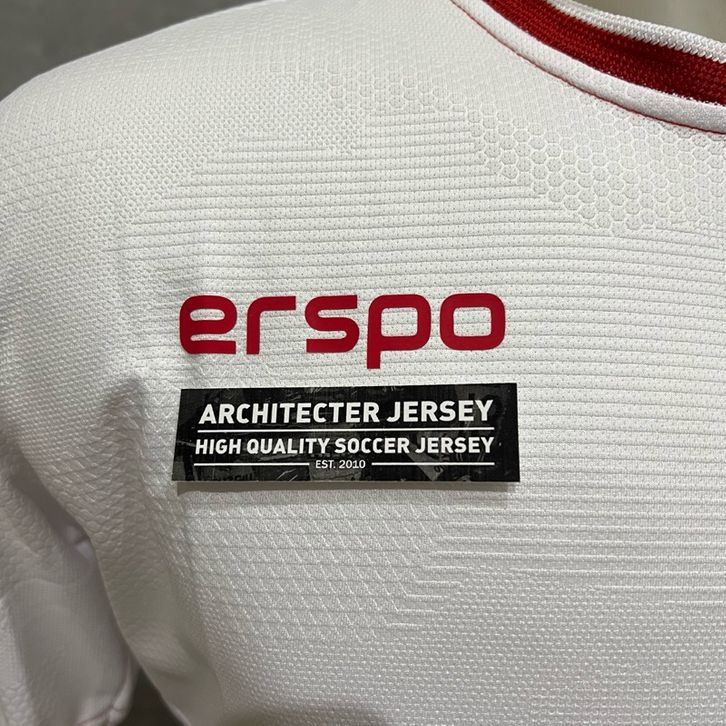 erspo
ARCHITECTER JERSEY
HIGH QUALITY SOCCER JERSEY
EST. 2010